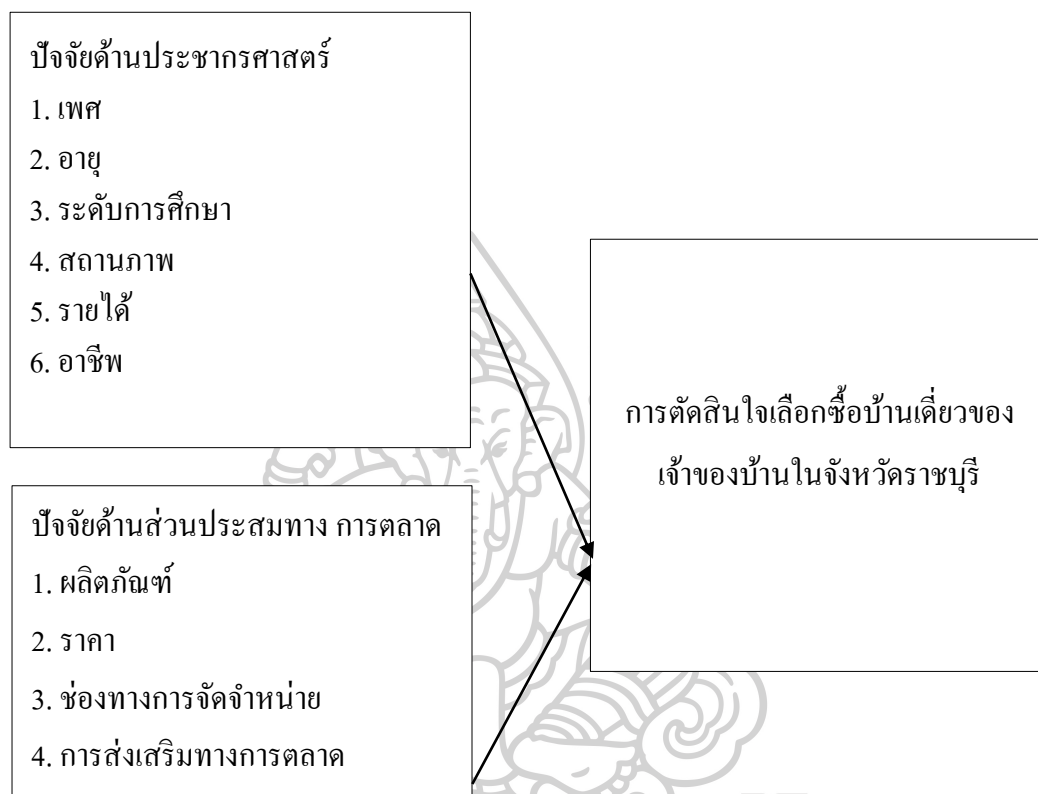 ปัจจัยด้านประชากรศาสตร์
1. เพศ
2. อายุ
3. ระดับการศึกษา
4. สถานภาพ
5. รายได้
6. อาชีพ
การตัดสินใจเลือกซื้อบ้านเดี่ยวของ
เจ้าของบ้านในจังหวัดราชบุรี
ปัจจัยด้านส่วนประสมทาง การตลาด
1. ผลิตภัณฑ์
2. ราคา
3. ช่องทางการจัดจำหน่าย
4. การส่งเสริมทางการตลาด